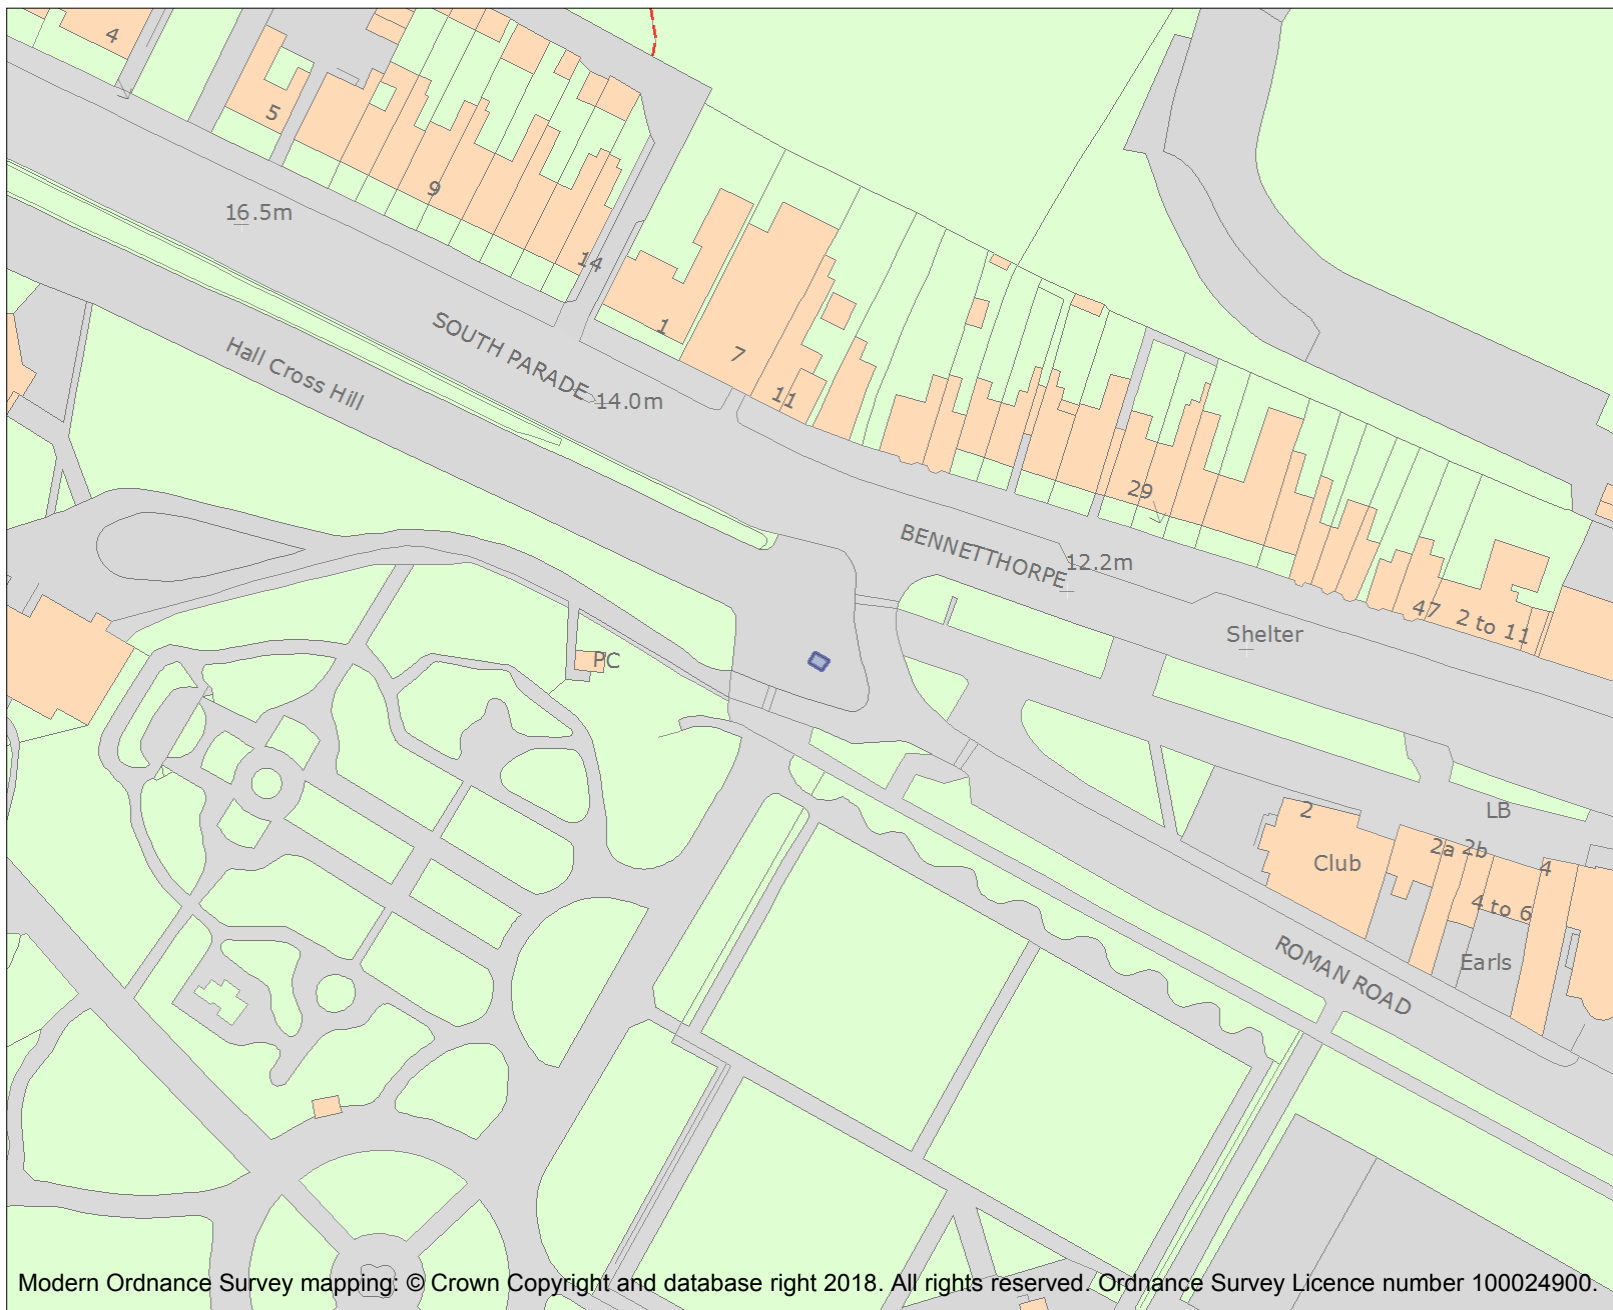 4
5
9
16.5m
14
SOUTH PARADE
1
Hall Cross Hill
7
14.0m
11
29
BENNETTHORPE
12.2m
47
2 to 11
Shelter
PC
2
LB
2a 2b
Club
4
4 to 6
ROMAN ROAD
Earls
Modern Ordnance Survey mapping: © Crown Copyright and database right 2018. All rights reserved. Ordnance Survey Licence number 100024900.